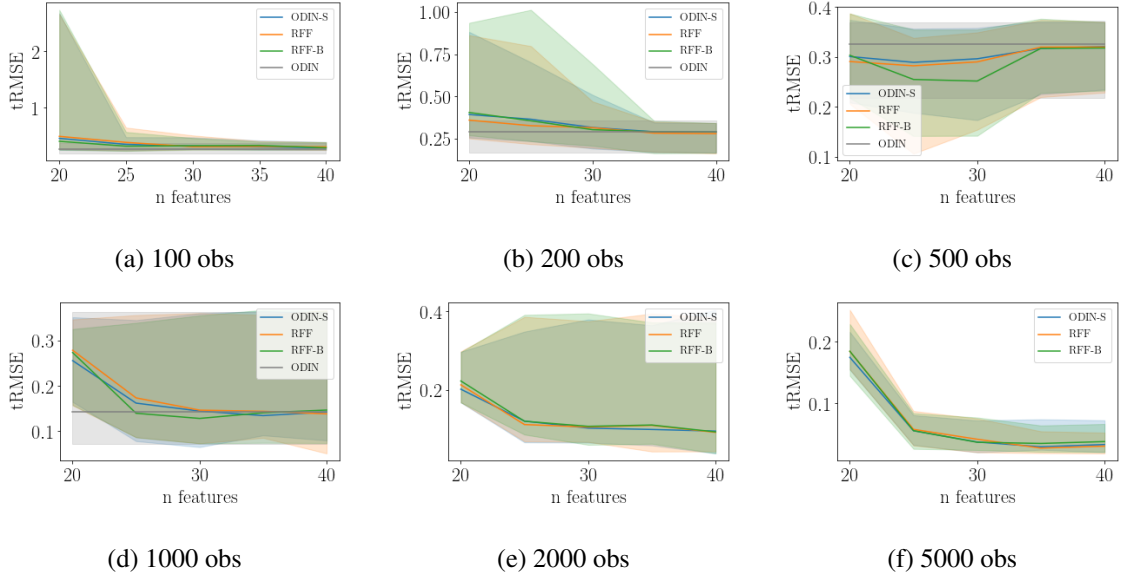 ODIN-S
RFF
RFF-B
ODIN
tRMSE
2
1
20
25
30
35
40
n features
(a) 100 obs
ODIN-S
RFF
RFF-B
ODIN
tRMSE
1.00
0.75
0.50
0.25
20
30
40
n features
(b) 200 obs
tRMSE
0.4
0.3
0.2
0.1
ODIN-S
RFF
RFF-B
ODIN
20
30
40
n features
(c) 500 obs
ODIN-S
RFF
RFF-B
ODIN
tRMSE
0.3
0.2
0.1
20
30
40
n features
(d) 1000 obs
ODIN-S
RFF
RFF-B
tRMSE
0.4
0.2
20
30
40
n features
(e) 2000 obs
ODIN-S
RFF
RFF-B
tRMSE
0.2
0.1
20
30
40
n features
(f) 5000 obs